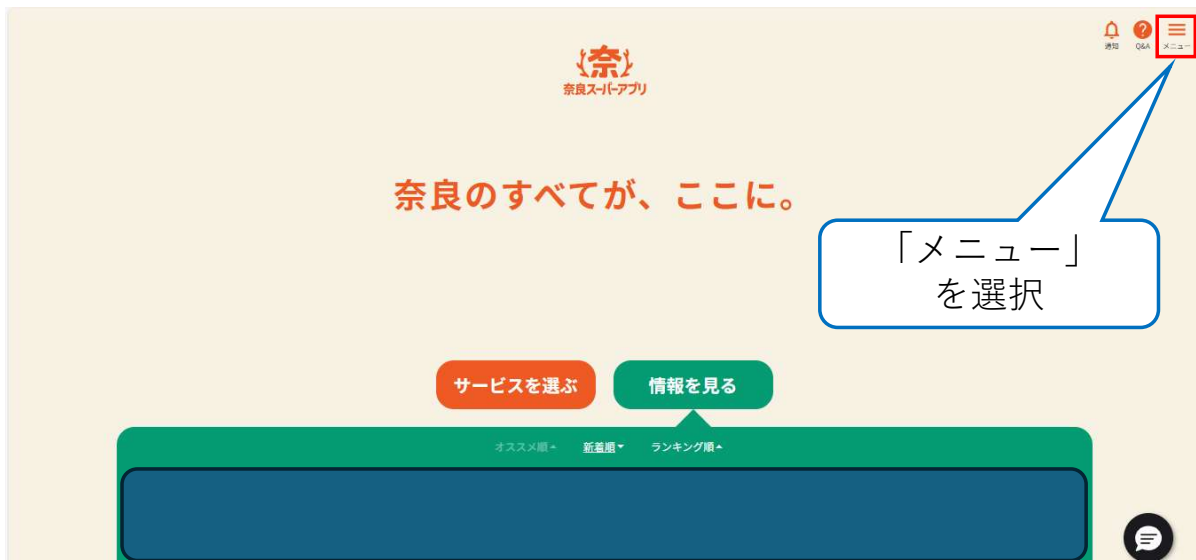 奈
奈良スーパーアプリ
通知 Q&A メニュー
奈良のすべてが、ここに。
「メニュー」
を選択
サービスを選ぶ 情報を見る
オススメ順 新着順 ランキング順